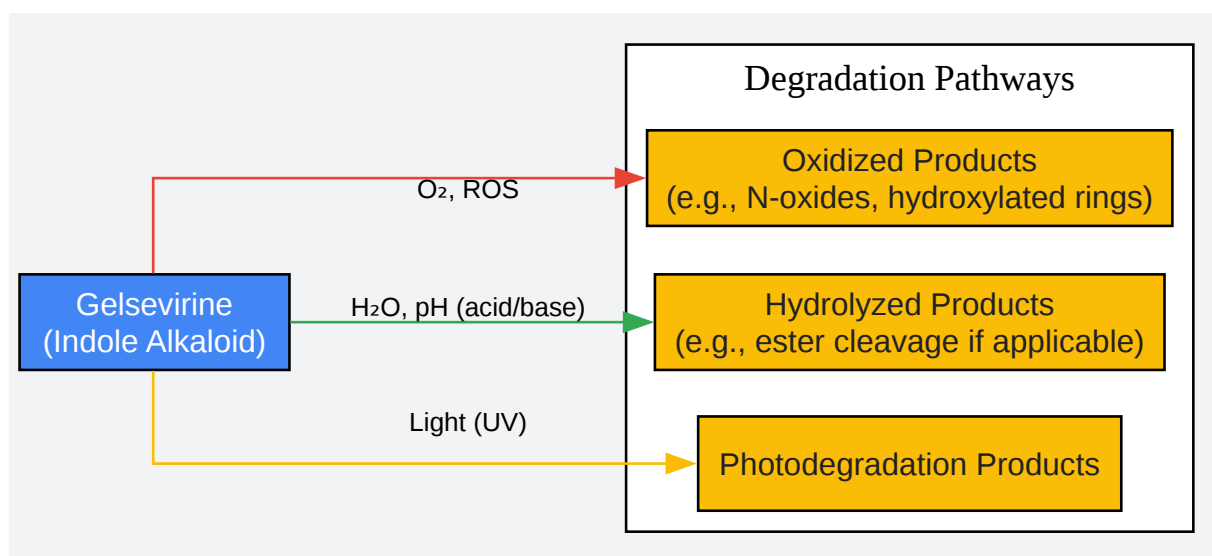 Degradation Pathways
Oxidized Products
(e.g., N-oxides, hydroxylated rings)
O₂, ROS
Gelsevirine
(Indole Alkaloid)
H₂O, pH (acid/base)
Hydrolyzed Products
(e.g., ester cleavage if applicable)
Light (UV)
Photodegradation Products